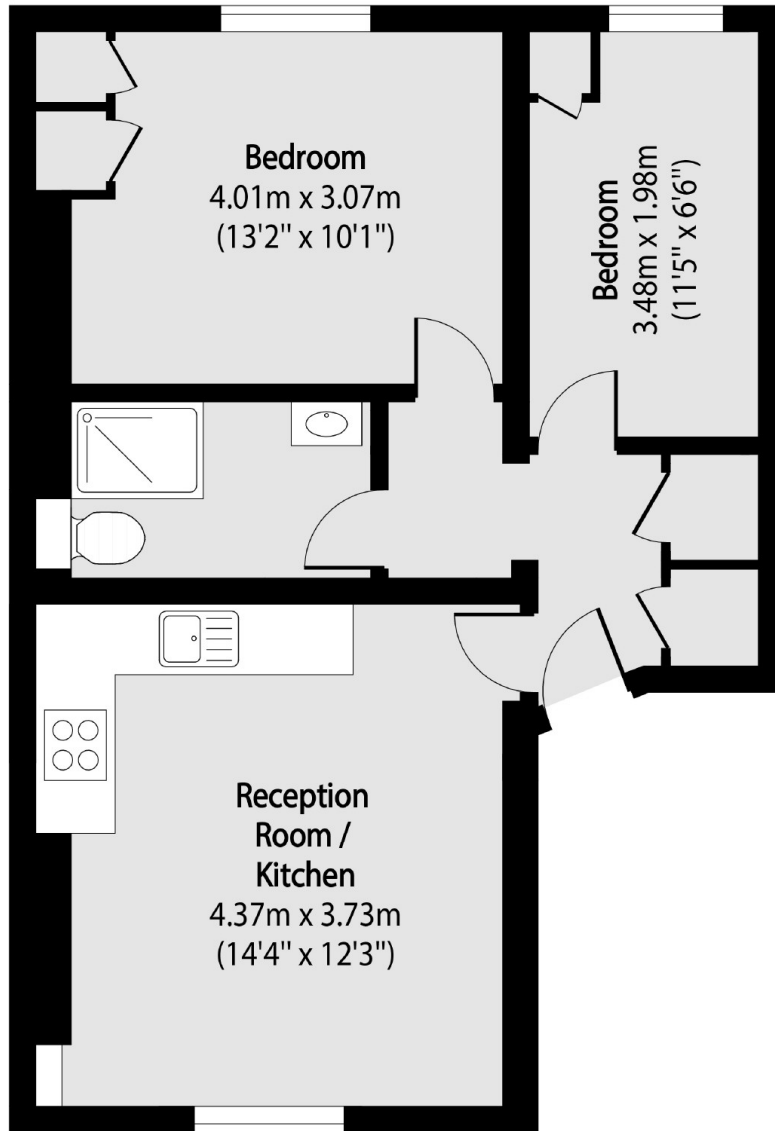 Bedroom
4.01m x 3.07m
(13'2" x 10'1")
Bedroom
3.48m x 1.98m
(11'5" x 6'6")
Reception
Room /
Kitchen
4.37m x 3.73m
(14'4" x 12'3")